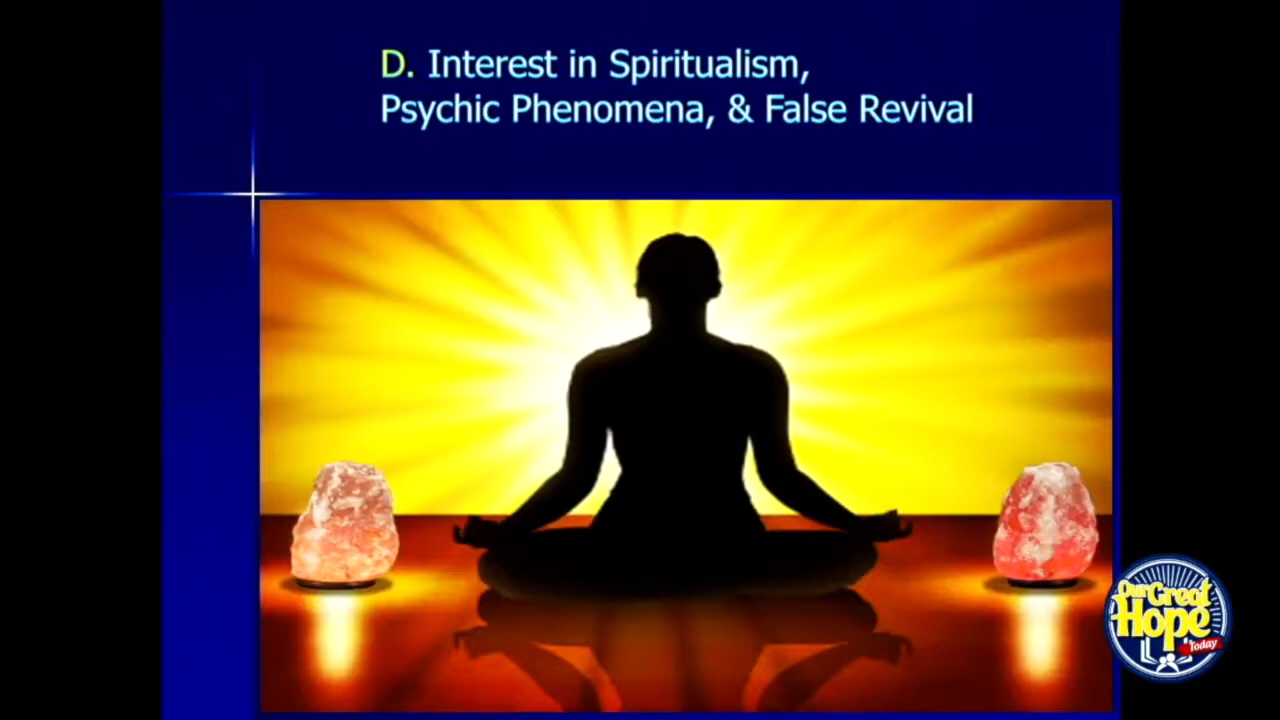 D. Interest in Spiritualism,
Psychic Phenomena, & False Revival
Our Great
Hope
Today